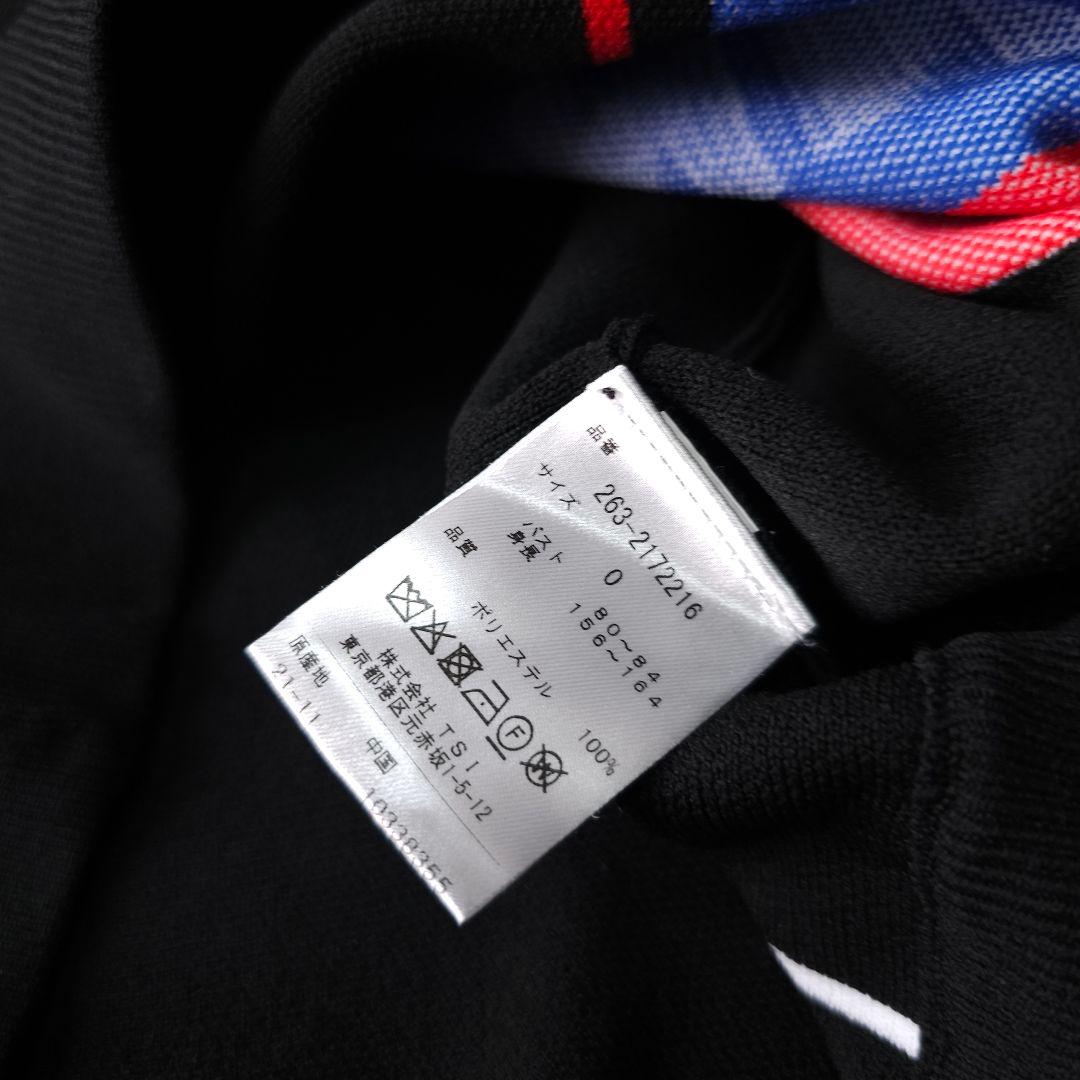 品番 263-2172216
サイズ 0
バスト 80～84
身長 156～164
品質
ポリエステル 100%
F W
株式会社 TSI
東京都港区元赤坂1-5-12
原産地 中国
21-11 10338355